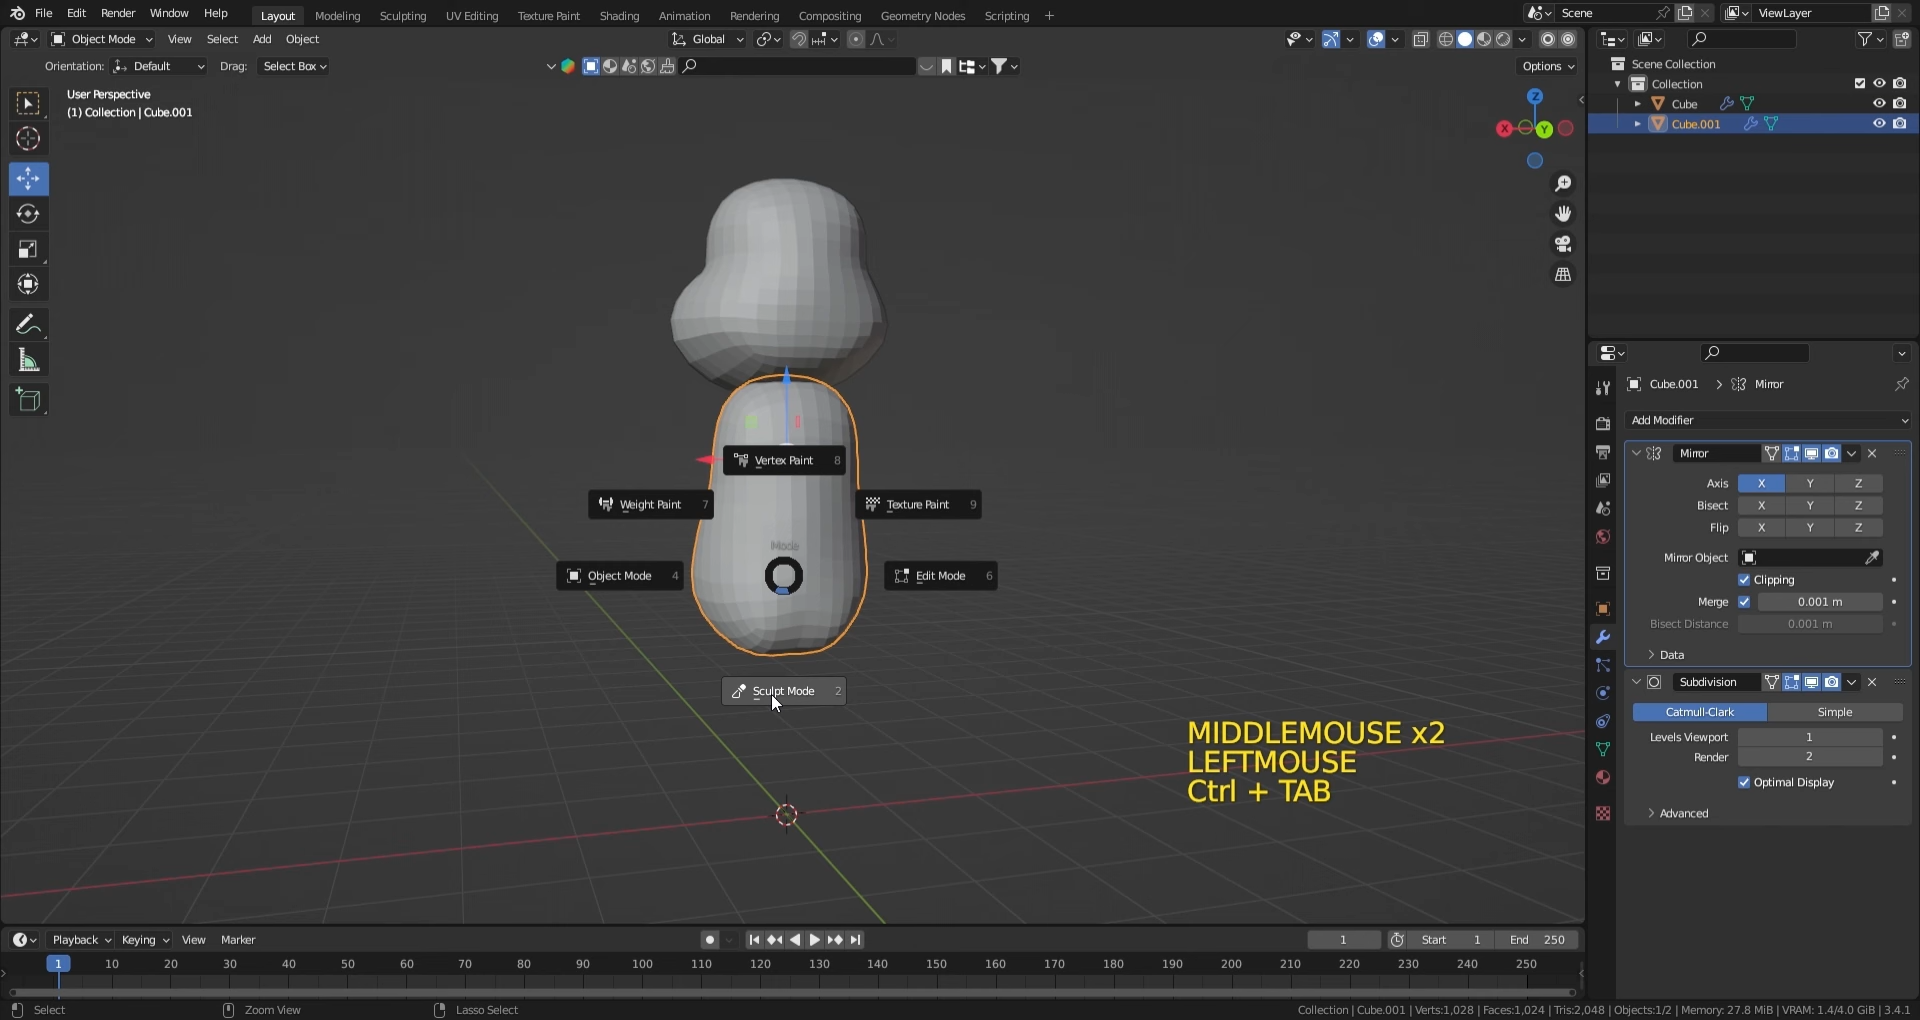 File Edit Render Window Help Layout Modeling Sculpting UV Editing Texture Paint Shading Animation Rendering Compositing Geometry Nodes Scripting + Scene ViewLayer
Object Mode View Select Add Object Global
Orientation: Default Drag: Select Box Options
User Perspective
(1) Collection | Cube.001
Z
X
Y
Scene Collection
Collection
Cube
Cube.001
Vertex Paint 8
Weight Paint 7
Texture Paint 9
Mode
Object Mode 4
Edit Mode 6
Sculpt Mode 2
MIDDLEMOUSE x2
LEFTMOUSE
Ctrl + TAB
Cube.001 > Mirror
Add Modifier
Mirror
Axis X Y Z
Bisect X Y Z
Flip X Y Z
Mirror Object
Clipping
Merge 0.001 m
Bisect Distance 0.001 m
Data
Subdivision
Catmull-Clark Simple
Levels Viewport 1
Render 2
Optimal Display
Advanced
Playback Keying View Marker 1 Start 1 End 250
1 10 20 30 40 50 60 70 80 90 100 110 120 130 140 150 160 170 180 190 200 210 220 230 240 250
Select Zoom View Lasso Select Collection | Cube.001 | Verts:1,028 | Faces:1,024 | Tris:2,048 | Objects:1/2 | Memory: 27.8 MiB | VRAM: 1.4/4.0 GiB | 3.4.1